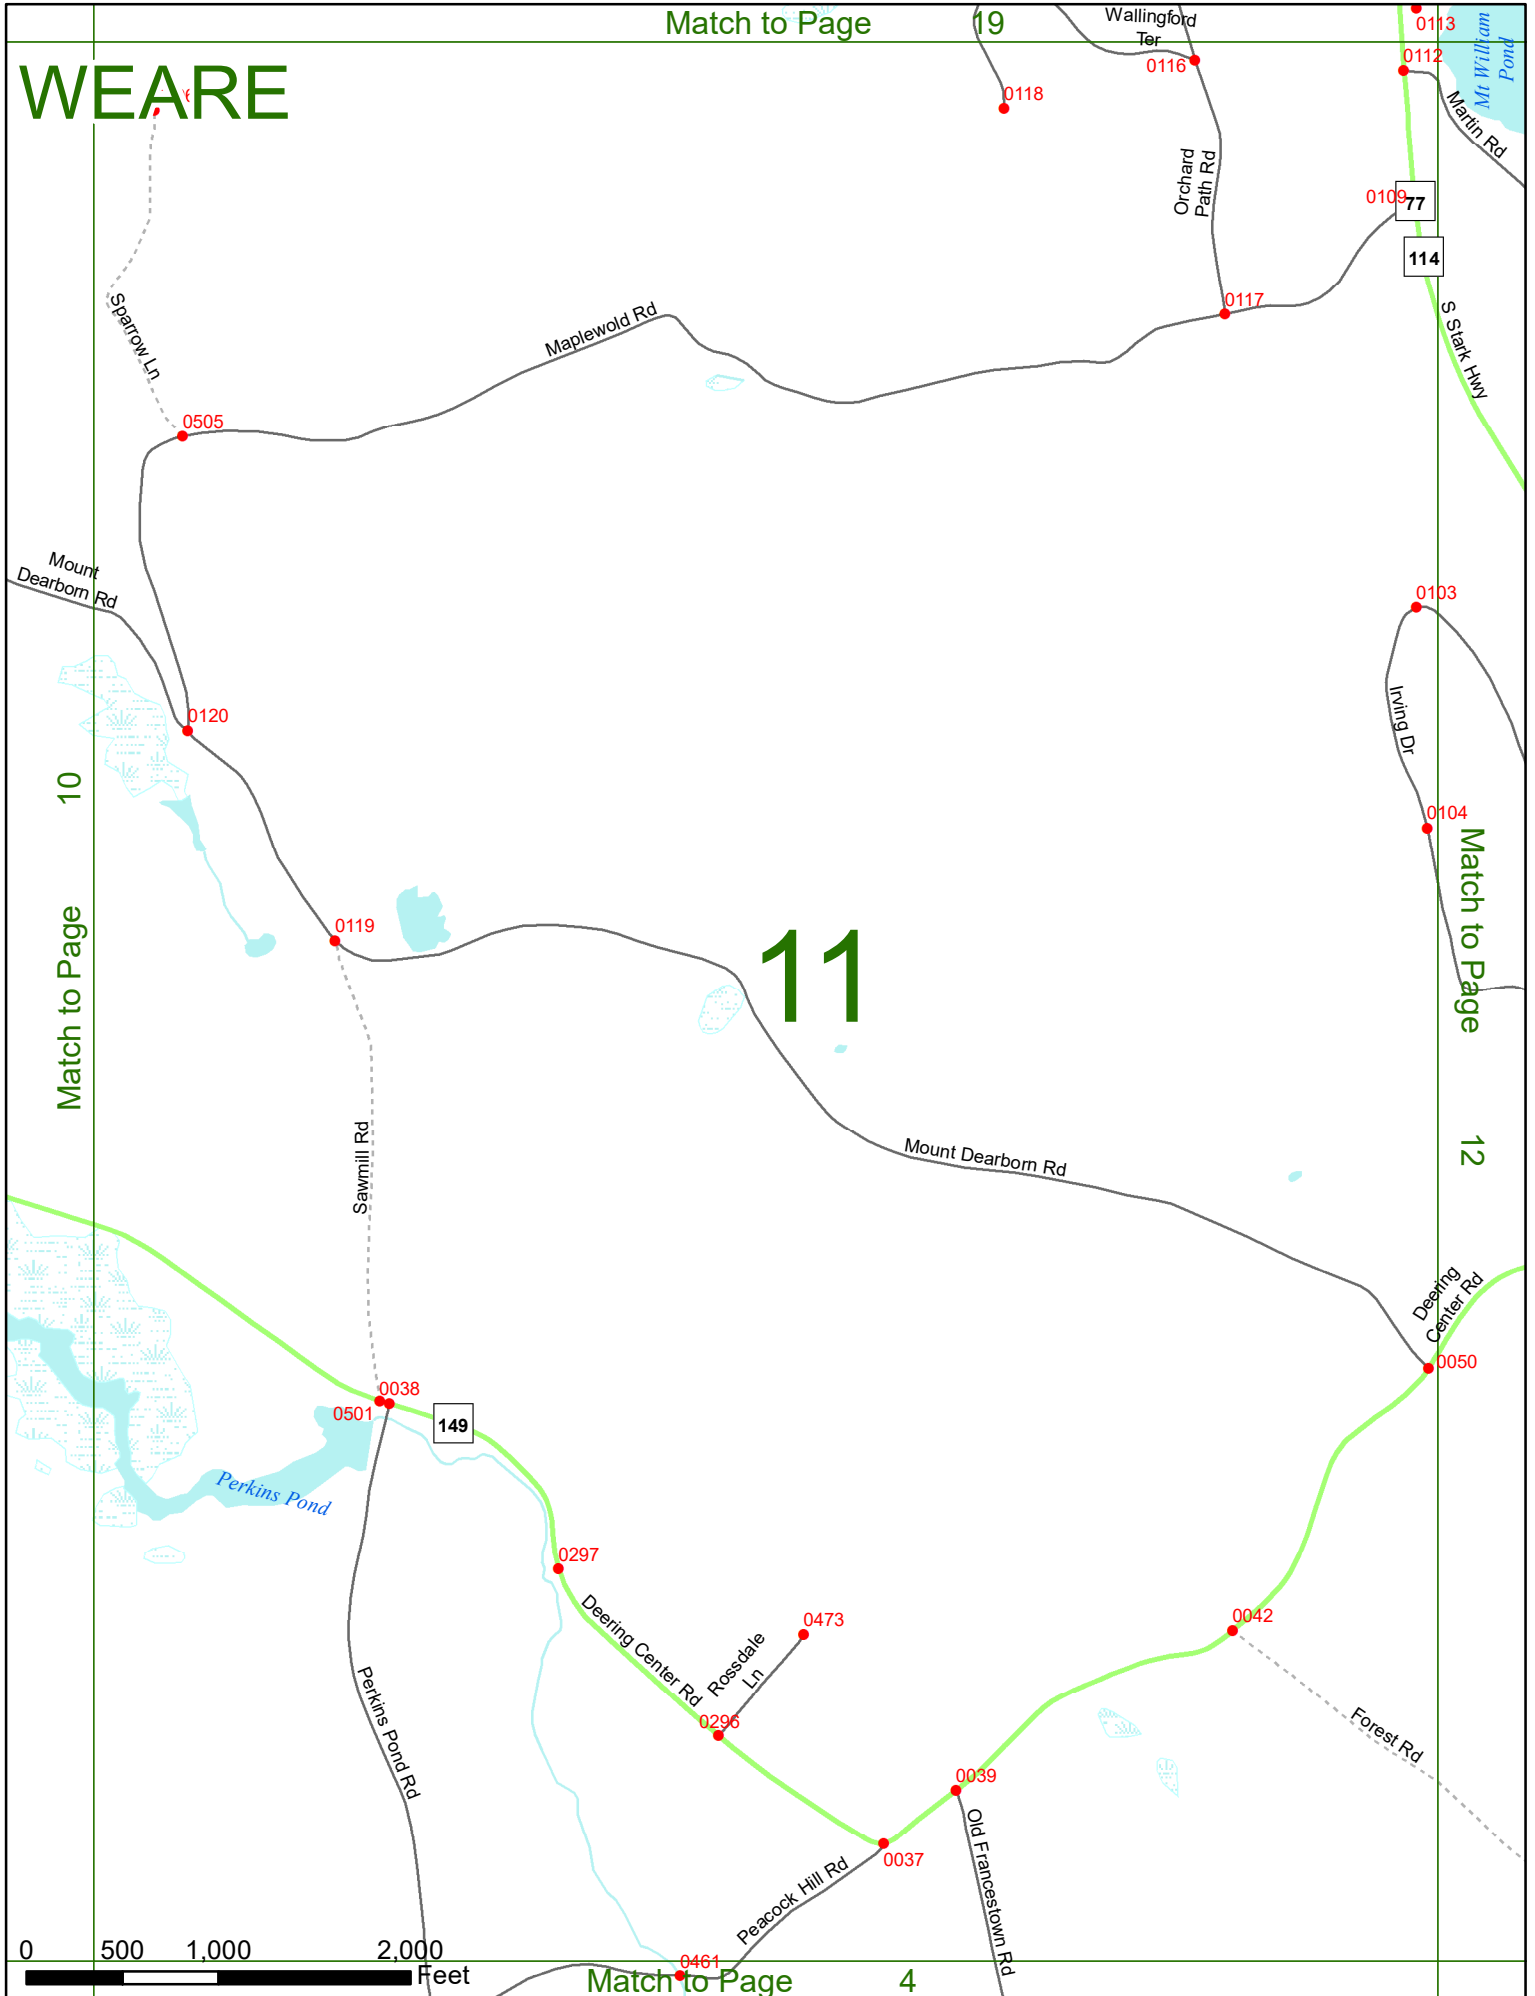 Match to Page 19
WEARE
Wallingford
Ter
0116
0118
0113
0112
Mt William
Pond
Martin Rd
Orchard
Path Rd
0109
77
114
S Stark Hwy
0117
Sparrow Ln
Maplewold Rd
0505
Mount
Dearborn Rd
0120
0103
Irving Dr
0104
10
Match to Page
0119
11
Match to Page
12
Sawmill Rd
Mount Dearborn Rd
Deering
Center Rd
0050
0038
0501
149
Perkins Pond
0297
Deering Center Rd
Rossdale
Ln
0473
0042
0296
Perkins Pond Rd
Forest Rd
0039
0037
Old Francestown Rd
Peacock Hill Rd
0461
0 500 1,000 2,000
Feet
Match to Page 4